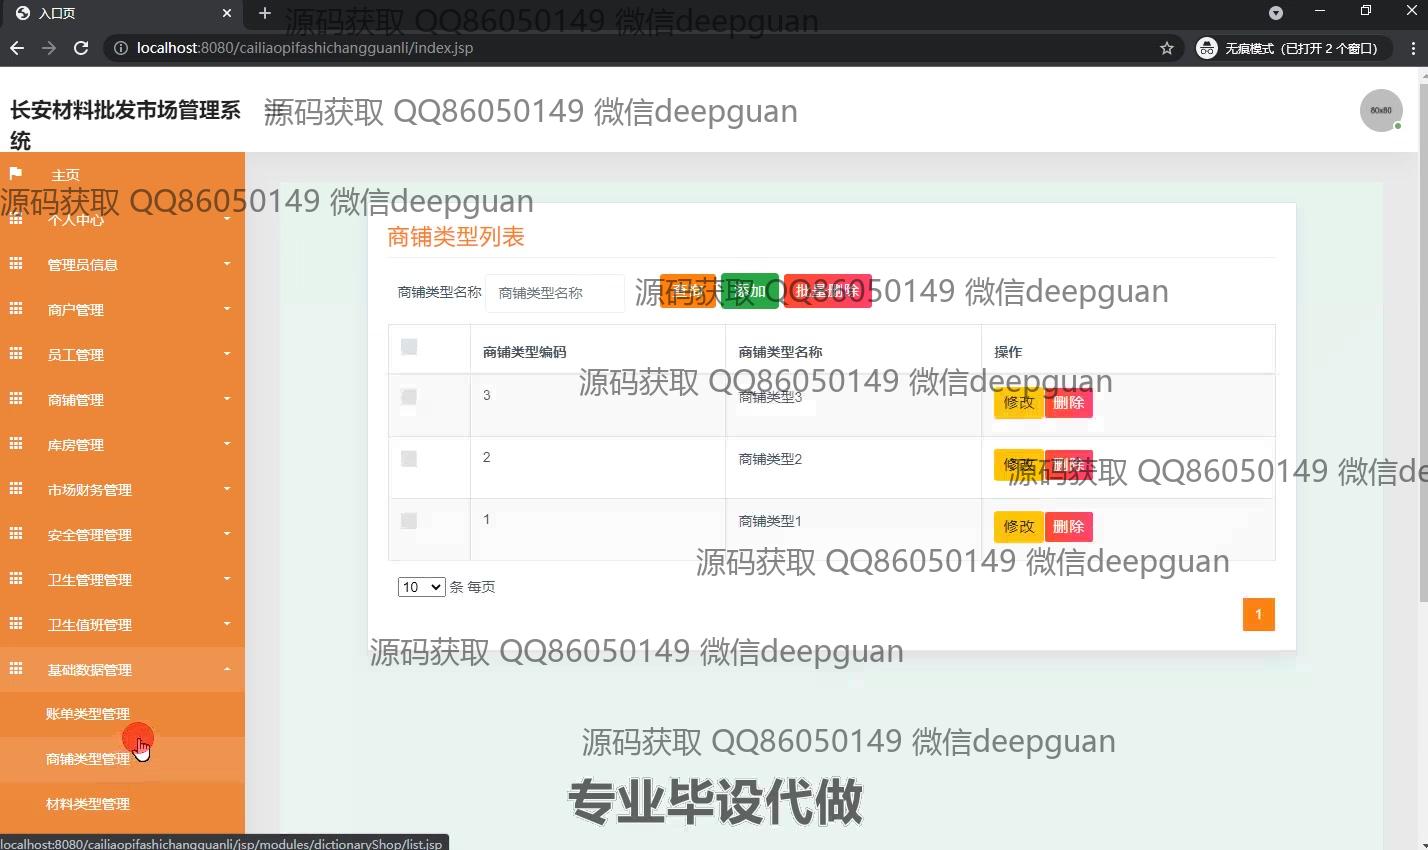 入口页
源码获取 QQ86050149 微信deepguan
localhost:8080/cailiaopifashichangguanli/index.jsp
无痕模式（已打开 2 个窗口）
长安材料批发市场管理系统
源码获取 QQ86050149 微信deepguan
80x80
主页
源码获取 QQ86050149 微信deepguan
个人中心
管理员信息
商户管理
员工管理
商铺管理
库房管理
市场财务管理
安全管理管理
卫生管理管理
卫生值班管理
基础数据管理
账单类型管理
商铺类型管理
材料类型管理
商铺类型列表
商铺类型名称 商铺类型名称 查询 添加 批量删除
源码获取 QQ86050149 微信deepguan
商铺类型编码 商铺类型名称 操作
源码获取 QQ86050149 微信deepguan
3 商铺类型3 修改 删除
2 商铺类型2 修改 删除
源码获取 QQ86050149 微信de
1 商铺类型1 修改 删除
源码获取 QQ86050149 微信deepguan
10 条 每页
1
源码获取 QQ86050149 微信deepguan
源码获取 QQ86050149 微信deepguan
专业毕设代做
localhost:8080/cailiaopifashichangguanli/jsp/modules/dictionaryShop/list.jsp